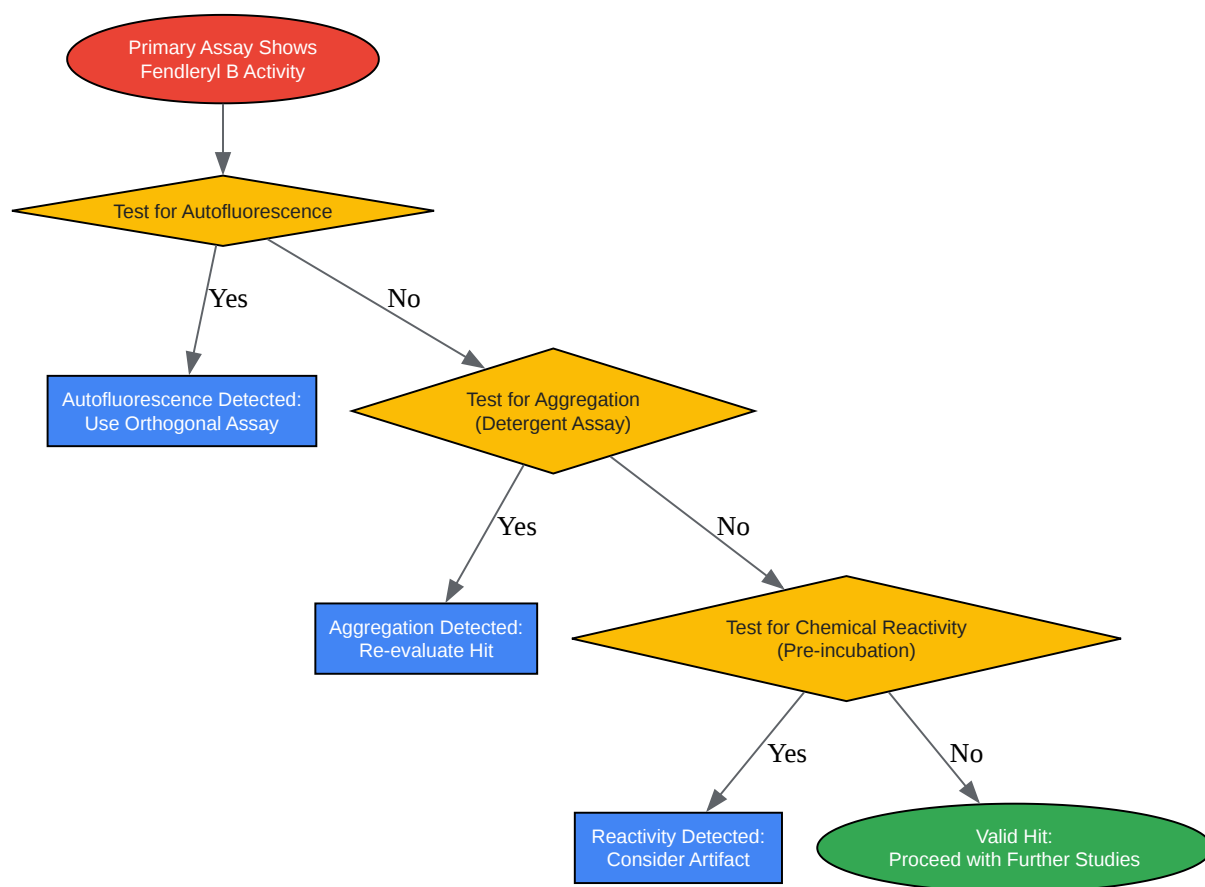 Primary Assay Shows
Fendleryl B Activity
Test for Autofluorescence
Yes
No
Autofluorescence Detected:
Use Orthogonal Assay
Test for Aggregation
(Detergent Assay)
Yes
No
Aggregation Detected:
Re-evaluate Hit
Test for Chemical Reactivity
(Pre-incubation)
Yes
No
Reactivity Detected:
Consider Artifact
Valid Hit:
Proceed with Further Studies